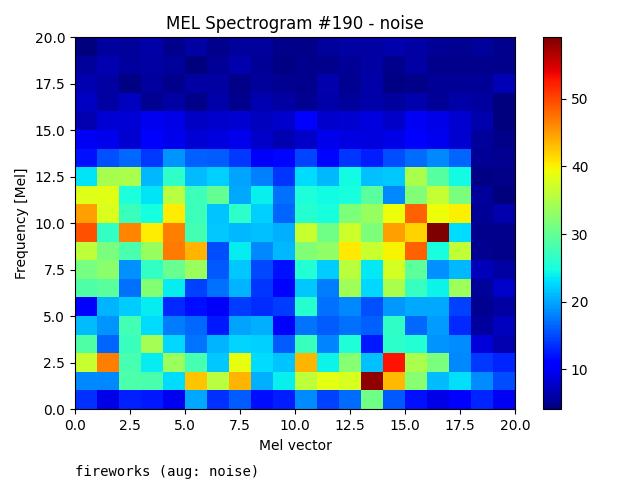 MEL Spectrogram #190 - noise
20.0
17.5
15.0
12.5
10.0
7.5
5.0
2.5
0.0
Frequency [Mel]
0.0 2.5 5.0 7.5 10.0 12.5 15.0 17.5 20.0
Mel vector
50
40
30
20
10
fireworks (aug: noise)